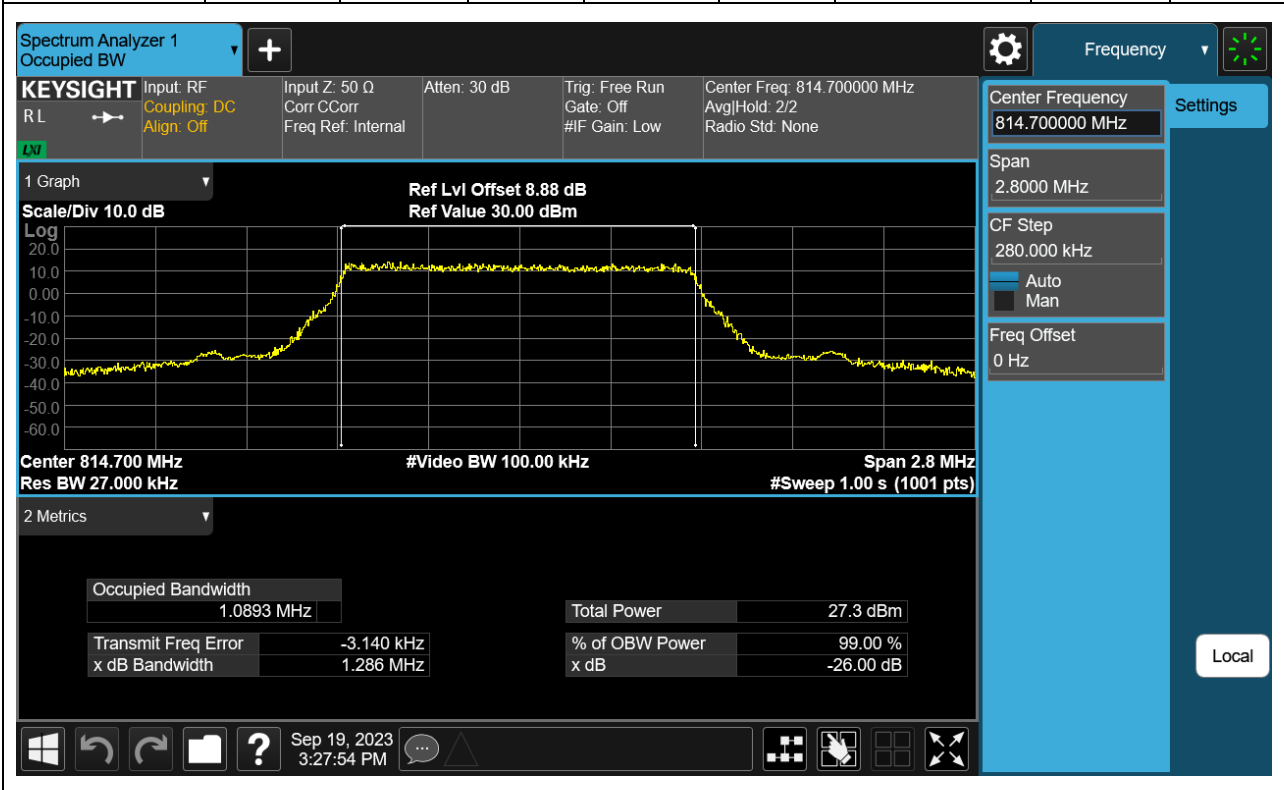 Spectrum Analyzer 1
Occupied BW
Frequency
KEYSIGHT
R L
LXI
Input: RF
Coupling: DC
Align: Off
Input Z: 50 Ω
Corr CCorr
Freq Ref: Internal
Atten: 30 dB
Trig: Free Run
Gate: Off
#IF Gain: Low
Center Freq: 814.700000 MHz
Avg|Hold: 2/2
Radio Std: None
Center Frequency
814.700000 MHz
Settings
Span
2.8000 MHz
CF Step
280.000 kHz
Auto
Man
Freq Offset
0 Hz
Local
1 Graph
Scale/Div 10.0 dB
Ref Lvl Offset 8.88 dB
Ref Value 30.00 dBm
Log
20.0
10.0
0.00
-10.0
-20.0
-30.0
-40.0
-50.0
-60.0
Center 814.700 MHz
#Video BW 100.00 kHz
Span 2.8 MHz
Res BW 27.000 kHz
#Sweep 1.00 s (1001 pts)
2 Metrics
Occupied Bandwidth
1.0893 MHz
Total Power 27.3 dBm
Transmit Freq Error -3.140 kHz
% of OBW Power 99.00 %
x dB Bandwidth 1.286 MHz
x dB -26.00 dB
?
Sep 19, 2023
3:27:54 PM